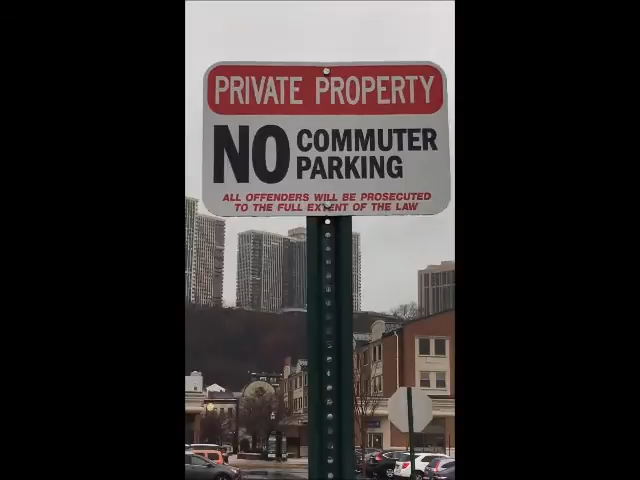 PRIVATE PROPERTY
NO COMMUTER
PARKING
ALL OFFENDERS WILL BE PROSECUTED
TO THE FULL EXTENT OF THE LAW